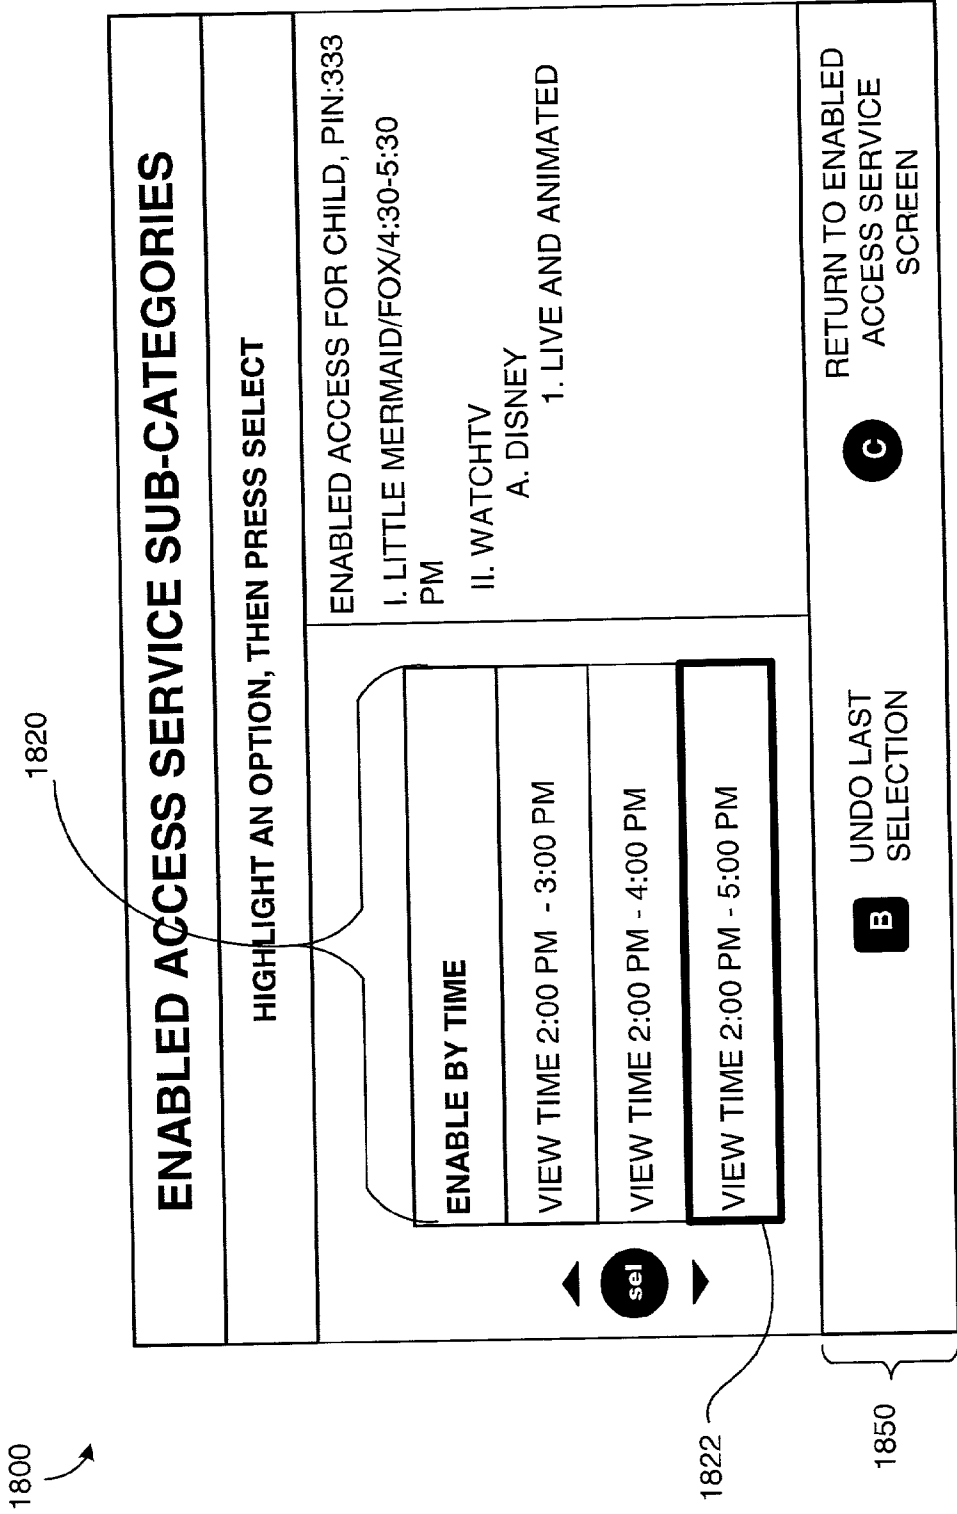 1800
1820
ENABLED ACCESS SERVICE SUB-CATEGORIES
HIGHLIGHT AN OPTION, THEN PRESS SELECT
ENABLE BY TIME
VIEW TIME 2:00 PM - 3:00 PM
VIEW TIME 2:00 PM - 4:00 PM
VIEW TIME 2:00 PM - 5:00 PM
sel
1822
ENABLED ACCESS FOR CHILD, PIN:333
I. LITTLE MERMAID/FOX/4:30-5:30
PM
II. WATCHTV
A. DISNEY
1. LIVE AND ANIMATED
1850
B
UNDO LAST
SELECTION
C
RETURN TO ENABLED
ACCESS SERVICE
SCREEN